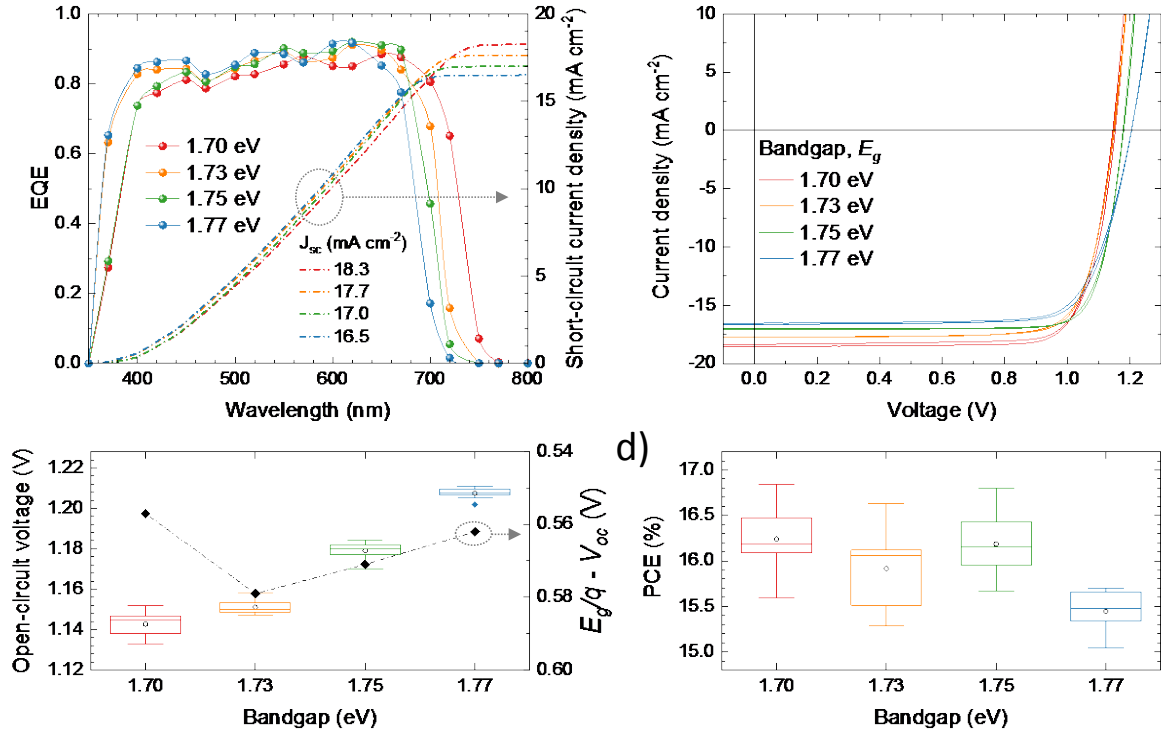 EQE
1.0
0.8
0.6
0.4
0.2
0.0
1.70 eV
1.73 eV
1.75 eV
1.77 eV
J_sc (mA cm⁻²)
18.3
17.7
17.0
16.5
400 500 600 700 800
Wavelength (nm)
20
15
10
5
0
Short-circuit current density (mA cm⁻²)
Current density (mA cm⁻²)
10
5
0
-5
-10
-15
-20
Bandgap, E_g
1.70 eV
1.73 eV
1.75 eV
1.77 eV
0.0 0.2 0.4 0.6 0.8 1.0 1.2
Voltage (V)
Open-circuit voltage (V)
1.22
1.20
1.18
1.16
1.14
1.12
1.70 1.73 1.75 1.77
Bandgap (eV)
0.54
0.56
0.58
0.60
E_g/q - V_oc (V)
d)
PCE (%)
17.0
16.5
16.0
15.5
15.0
1.70 1.73 1.75 1.77
Bandgap (eV)